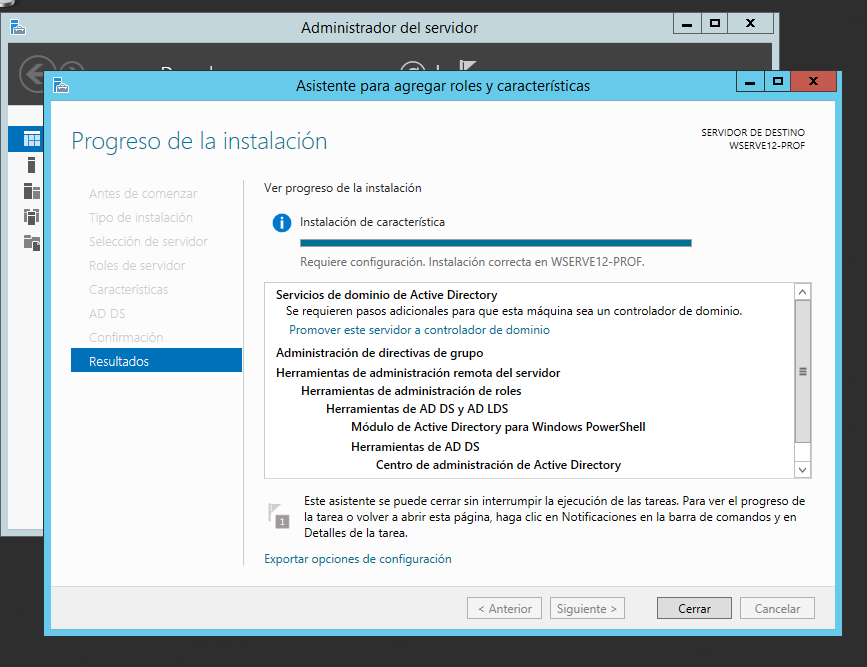 Administrador del servidor
Asistente para agregar roles y características
Progreso de la instalación
SERVIDOR DE DESTINO
WSERVE12-PROF
Antes de comenzar
Tipo de instalación
Selección de servidor
Roles de servidor
Características
AD DS
Confirmación
Resultados
Ver progreso de la instalación
Instalación de característica
Requiere configuración. Instalación correcta en WSERVE12-PROF.
Servicios de dominio de Active Directory
Se requieren pasos adicionales para que esta máquina sea un controlador de dominio.
Promover este servidor a controlador de dominio
Administración de directivas de grupo
Herramientas de administración remota del servidor
Herramientas de administración de roles
Herramientas de AD DS y AD LDS
Módulo de Active Directory para Windows PowerShell
Herramientas de AD DS
Centro de administración de Active Directory
1
Este asistente se puede cerrar sin interrumpir la ejecución de las tareas. Para ver el progreso de
la tarea o volver a abrir esta página, haga clic en Notificaciones en la barra de comandos y en
Detalles de la tarea.
Exportar opciones de configuración
< Anterior
Siguiente >
Cerrar
Cancelar